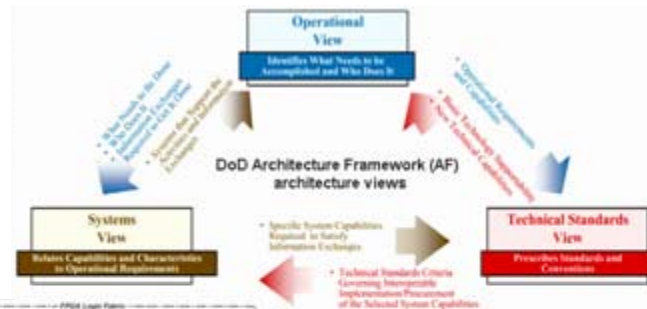 Operational
View
Identifies What Needs to be
Accomplished and Who Does It
• What Needs to Be Done
• Who Does It
• Information Exchanges
Required to Get It Done
• Systems that Support the
Activities and Information
Exchanges
• Operational Requirements
and Capabilities
• Basic Technology Supportability
• New Technical Capabilities
DoD Architecture Framework (AF)
architecture views
Systems
View
Relates Capabilities and Characteristics
to Operational Requirements
• Specific System Capabilities
Required to Satisfy
Information Exchanges
Technical Standards
View
Prescribes Standards and
Conventions
• Technical Standards Criteria
Governing Interoperable
Implementation/Procurement
of the Selected System Capabilities
FPGA Logic Fabric